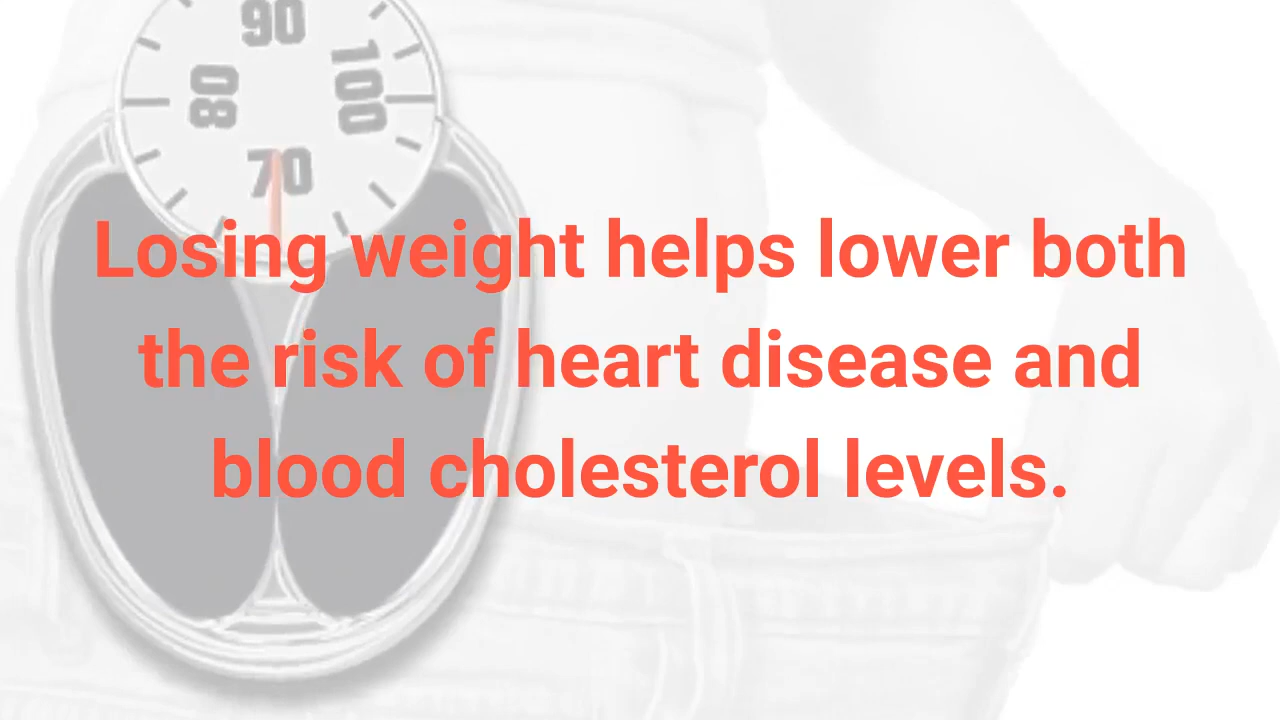 90
80
100
70
Losing weight helps lower both
the risk of heart disease and
blood cholesterol levels.